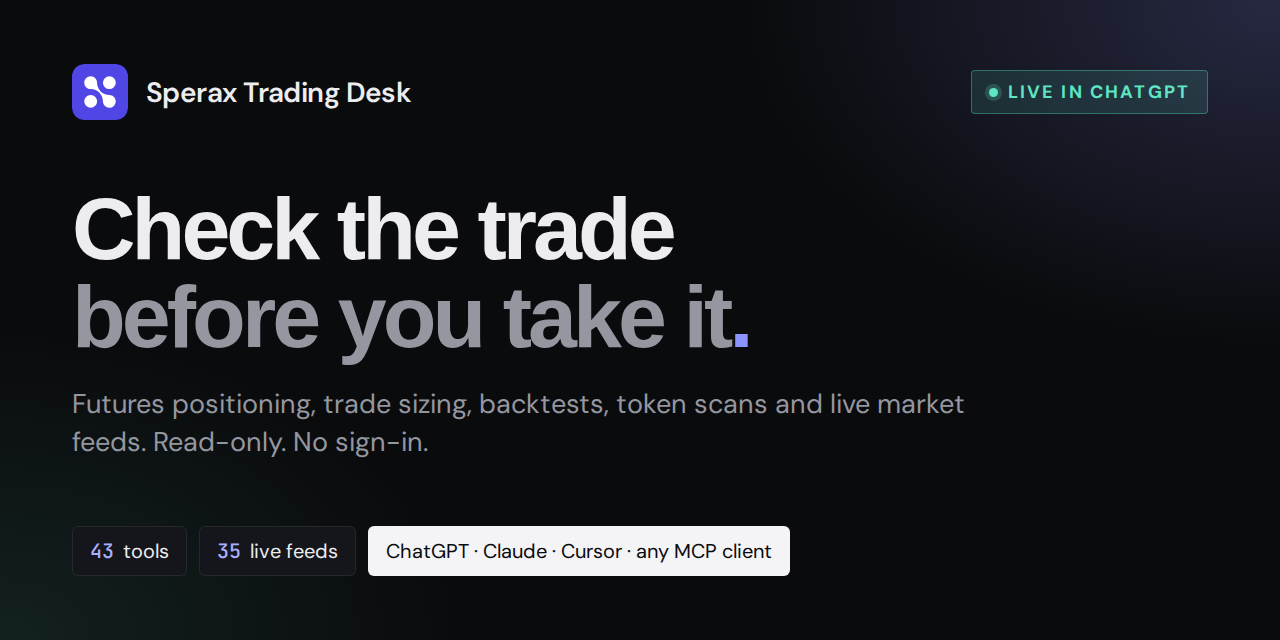 Sperax Trading Desk
LIVE IN CHATGPT
Check the trade
before you take it.
Futures positioning, trade sizing, backtests, token scans and live market
feeds. Read-only. No sign-in.
43 tools
35 live feeds
ChatGPT · Claude · Cursor · any MCP client